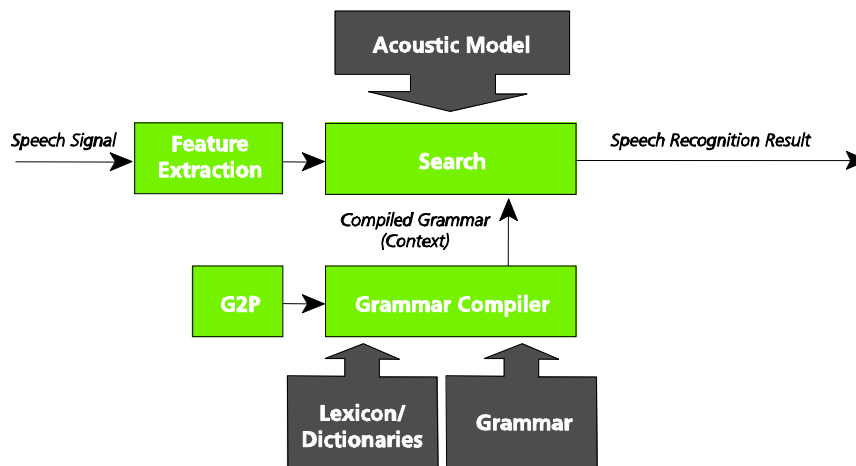 Acoustic Model
Speech Signal
Feature
Extraction
Search
Speech Recognition Result
Compiled Grammar
(Context)
G2P
Grammar Compiler
Lexicon/
Dictionaries
Grammar